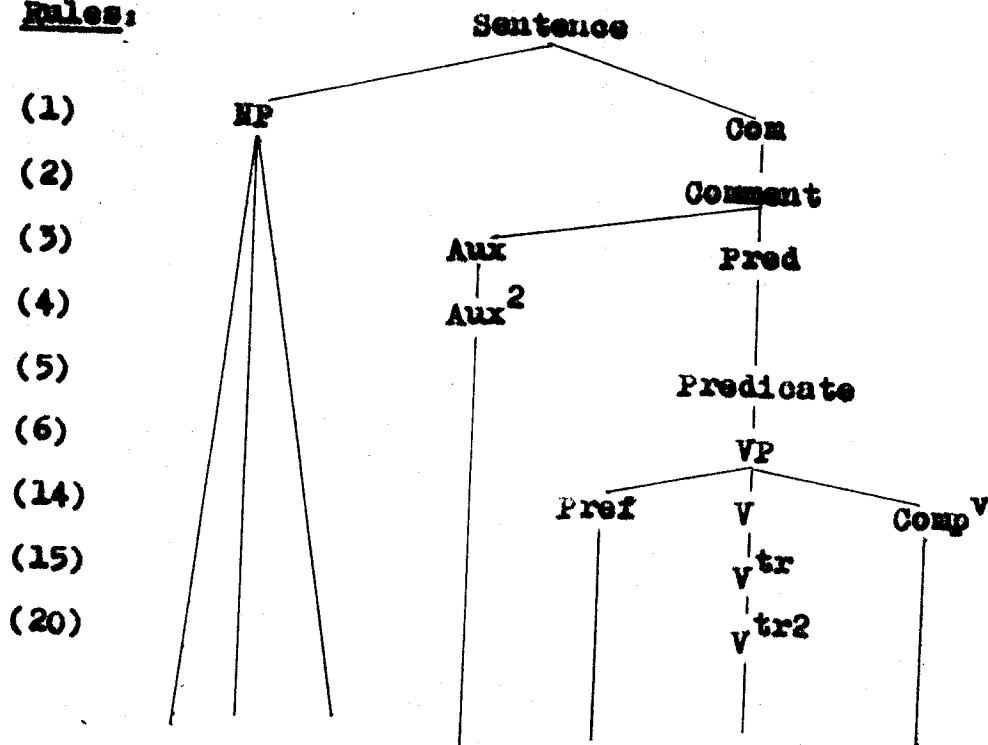 Rules:
Sentence
(1) NP Com
(2) Comment
(3) Aux Pred
(4) Aux²
(5) Predicate
(6) VP
(14) Pref V Compᵛ
(15) Vᵗʳ
(20) Vᵗʳ²